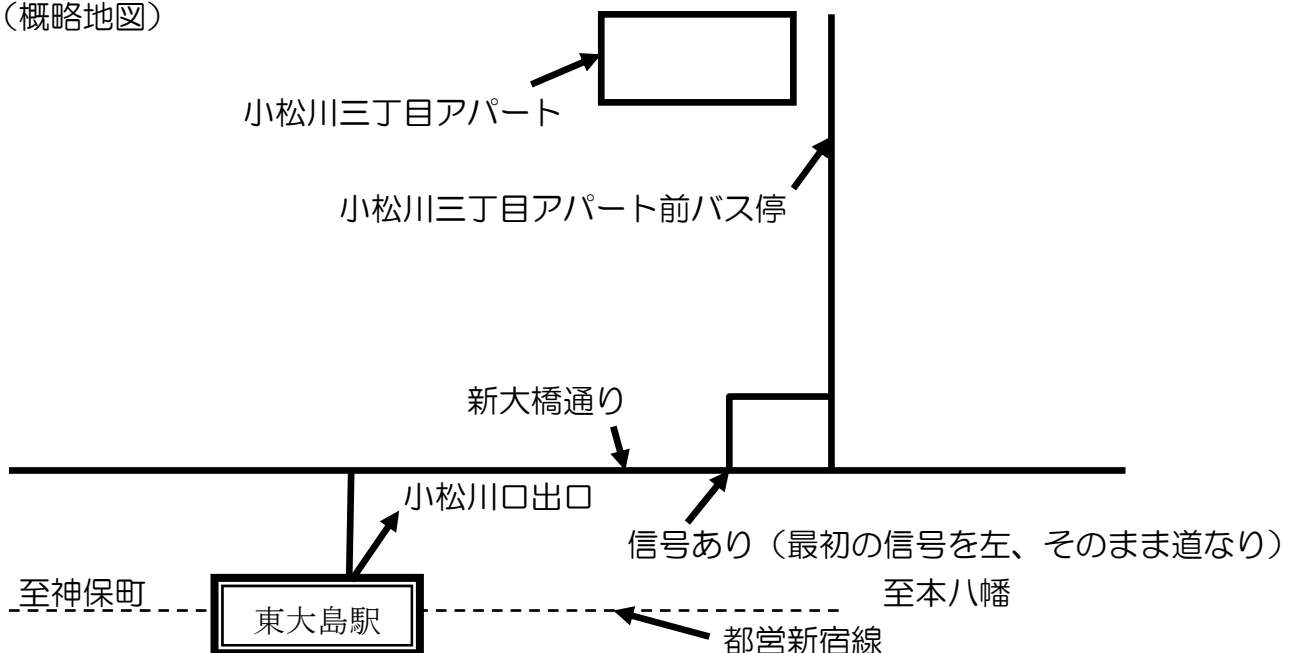 （概略地図）
小松川三丁目アパート
小松川三丁目アパート前バス停
新大橋通り
小松川口出口
信号あり（最初の信号を左、そのまま道なり）
至神保町
東大島駅
至本八幡
都営新宿線